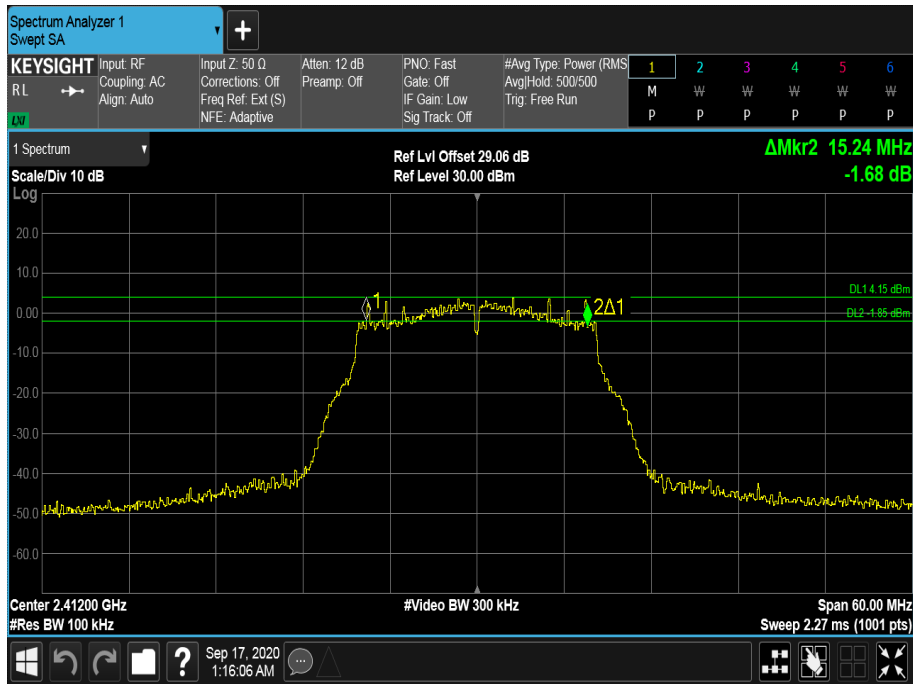 Spectrum Analyzer 1
Swept SA
+
KEYSIGHT
RL
LXI
Input: RF
Coupling: AC
Align: Auto
Input Z: 50 Ω
Corrections: Off
Freq Ref: Ext (S)
NFE: Adaptive
Atten: 12 dB
Preamp: Off
PNO: Fast
Gate: Off
IF Gain: Low
Sig Track: Off
#Avg Type: Power (RMS
Avg|Hold: 500/500
Trig: Free Run
1 2 3 4 5 6
M W W W W W
P P P P P P
1 Spectrum
Scale/Div 10 dB
Log
Ref Lvl Offset 29.06 dB
Ref Level 30.00 dBm
ΔMkr2 15.24 MHz
-1.68 dB
20.0
10.0
DL1 4.15 dBm
1
2Δ1
0.00
DL2 -1.85 dBm
-10.0
-20.0
-30.0
-40.0
-50.0
-60.0
Center 2.41200 GHz
#Video BW 300 kHz
Span 60.00 MHz
#Res BW 100 kHz
Sweep 2.27 ms (1001 pts)
?
Sep 17, 2020
1:16:06 AM